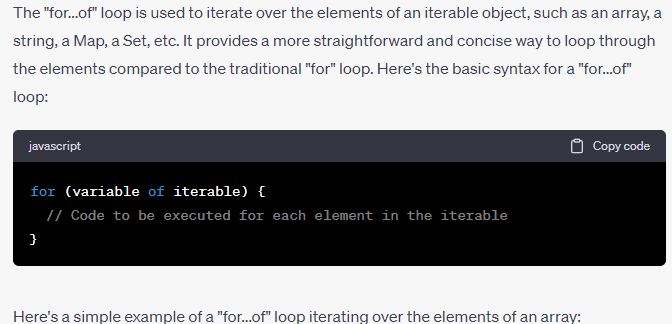 The "for...of" loop is used to iterate over the elements of an iterable object, such as an array, a
string, a Map, a Set, etc. It provides a more straightforward and concise way to loop through
the elements compared to the traditional "for" loop. Here's the basic syntax for a "for...of"
loop:
javascript
Copy code
for (variable of iterable) {
  // Code to be executed for each element in the iterable
}
Here's a simple example of a "for...of" loop iterating over the elements of an array: